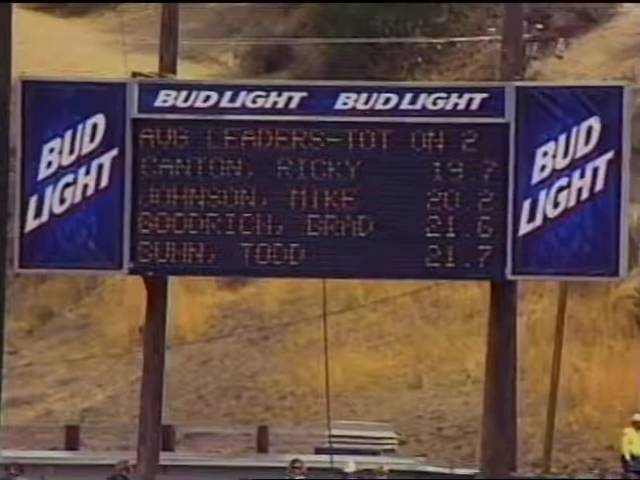 BUD LIGHT BUD LIGHT
BUD
LIGHT
AVG LEADERS-TOT ON 2
CANTON, RICKY 19.7
JOHNSON, MIKE 20.2
GOODRICH, BRAD 21.6
SUHN, TODD 21.7
BUD
LIGHT